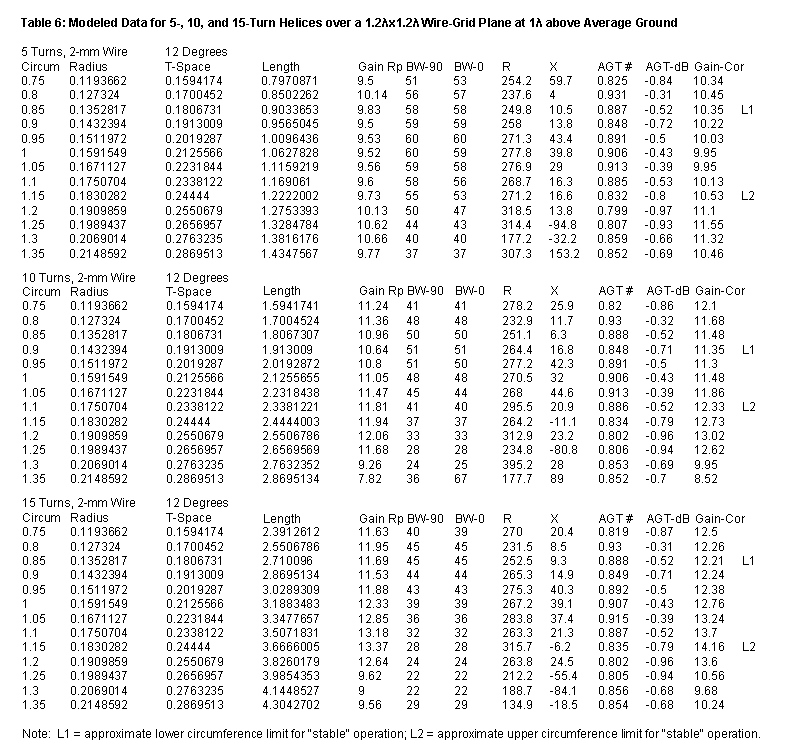 Table 6: Modeled Data for 5-, 10, and 15-Turn Helices over a 1.2λx1.2λ Wire-Grid Plane at 1λ above Average Ground
5 Turns, 2-mm Wire 12 Degrees
Circum Radius T-Space Length Gain Rp BW-90 BW-0 R X AGT # AGT-dB Gain-Cor
0.75 0.1193662 0.1594174 0.7970871 9.5 51 53 254.2 59.7 0.825 -0.84 10.34
0.8 0.127324 0.1700452 0.8502262 10.14 56 57 237.6 4 0.931 -0.31 10.45
0.85 0.1352817 0.1806731 0.9033653 9.83 58 58 249.8 10.5 0.887 -0.52 10.35 L1
0.9 0.1432394 0.1913009 0.9565045 9.5 59 59 258 13.8 0.848 -0.72 10.22
0.95 0.1511972 0.2019287 1.0096436 9.53 60 60 271.3 43.4 0.891 -0.5 10.03
1 0.1591549 0.2125566 1.0627828 9.52 60 59 277.8 39.8 0.906 -0.43 9.95
1.05 0.1671127 0.2231844 1.1159219 9.56 59 58 276.9 29 0.913 -0.39 9.95
1.1 0.1750704 0.2338122 1.169061 9.6 58 56 268.7 16.3 0.885 -0.53 10.13
1.15 0.1830282 0.24444 1.2222002 9.73 55 53 271.2 16.6 0.832 -0.8 10.53 L2
1.2 0.1909859 0.2550679 1.2753393 10.13 50 47 318.5 13.8 0.799 -0.97 11.1
1.25 0.1989437 0.2656957 1.3284784 10.62 44 43 314.4 -94.8 0.807 -0.93 11.55
1.3 0.2069014 0.2763235 1.3816176 10.66 40 40 177.2 -32.2 0.859 -0.66 11.32
1.35 0.2148592 0.2869513 1.4347567 9.77 37 37 307.3 153.2 0.852 -0.69 10.46
10 Turns, 2-mm Wire 12 Degrees
Circum Radius T-Space Length Gain Rp BW-90 BW-0 R X AGT # AGT-dB Gain-Cor
0.75 0.1193662 0.1594174 1.5941741 11.24 41 41 278.2 25.9 0.82 -0.86 12.1
0.8 0.127324 0.1700452 1.7004524 11.36 48 48 232.9 11.7 0.93 -0.32 11.68
0.85 0.1352817 0.1806731 1.8067307 10.96 50 50 251.1 6.3 0.888 -0.52 11.48
0.9 0.1432394 0.1913009 1.913009 10.64 51 51 264.4 16.8 0.848 -0.71 11.35 L1
0.95 0.1511972 0.2019287 2.0192872 10.8 51 50 277.2 42.3 0.891 -0.5 11.3
1 0.1591549 0.2125566 2.1255655 11.05 48 48 270.5 32 0.906 -0.43 11.48
1.05 0.1671127 0.2231844 2.2318438 11.47 45 44 268 44.6 0.913 -0.39 11.86
1.1 0.1750704 0.2338122 2.3381221 11.81 41 40 295.5 20.9 0.886 -0.52 12.33 L2
1.15 0.1830282 0.24444 2.4444003 11.94 37 37 264.2 -11.1 0.834 -0.79 12.73
1.2 0.1909859 0.2550679 2.5506786 12.06 33 33 312.9 23.2 0.802 -0.96 13.02
1.25 0.1989437 0.2656957 2.6569569 11.68 28 28 234.8 -80.8 0.806 -0.94 12.62
1.3 0.2069014 0.2763235 2.7632352 9.26 24 25 395.2 28 0.853 -0.69 9.95
1.35 0.2148592 0.2869513 2.8695134 7.82 36 67 177.7 89 0.852 -0.7 8.52
15 Turns, 2-mm Wire 12 Degrees
Circum Radius T-Space Length Gain Rp BW-90 BW-0 R X AGT # AGT-dB Gain-Cor
0.75 0.1193662 0.1594174 2.3912612 11.63 40 39 270 20.4 0.819 -0.87 12.5
0.8 0.127324 0.1700452 2.5506786 11.95 45 44 231.5 8.5 0.93 -0.31 12.26
0.85 0.1352817 0.1806731 2.710096 11.69 45 45 252.5 9.3 0.888 -0.52 12.21 L1
0.9 0.1432394 0.1913009 2.8695134 11.53 44 44 265.3 14.9 0.849 -0.71 12.24
0.95 0.1511972 0.2019287 3.0289309 11.88 43 43 275.3 40.3 0.892 -0.5 12.38
1 0.1591549 0.2125566 3.1883483 12.33 39 39 267.2 39.1 0.907 -0.43 12.76
1.05 0.1671127 0.2231844 3.3477657 12.85 36 36 283.8 37.4 0.915 -0.39 13.24
1.1 0.1750704 0.2338122 3.5071831 13.18 32 32 263.3 21.3 0.887 -0.52 13.7
1.15 0.1830282 0.24444 3.6666005 13.37 28 28 315.7 -6.2 0.835 -0.79 14.16 L2
1.2 0.1909859 0.2550679 3.8260179 12.64 24 24 263.8 24.5 0.802 -0.96 13.6
1.25 0.1989437 0.2656957 3.9854353 9.62 22 22 212.2 -55.4 0.805 -0.94 10.56
1.3 0.2069014 0.2763235 4.1448527 9 22 22 188.7 -84.1 0.856 -0.68 9.68
1.35 0.2148592 0.2869513 4.3042702 9.56 29 29 134.9 -18.5 0.854 -0.68 10.24
Note: L1 = approximate lower circumference limit for "stable" operation; L2 = approximate upper circumference limit for "stable" operation.